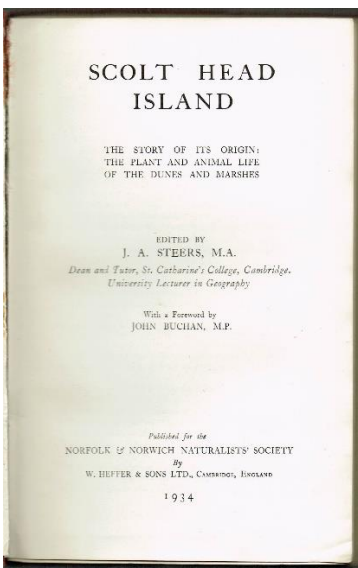 SCOLT HEAD
ISLAND
THE STORY OF ITS ORIGIN:
THE PLANT AND ANIMAL LIFE
OF THE DUNES AND MARSHES
EDITED BY
J. A. STEERS, M.A.
Dean and Tutor, St. Catharine's College, Cambridge.
University Lecturer in Geography
With a Foreword by
JOHN BUCHAN, M.P.
Published for the
NORFOLK & NORWICH NATURALISTS' SOCIETY
By
W. HEFFER & SONS LTD., CAMBRIDGE, ENGLAND
1934